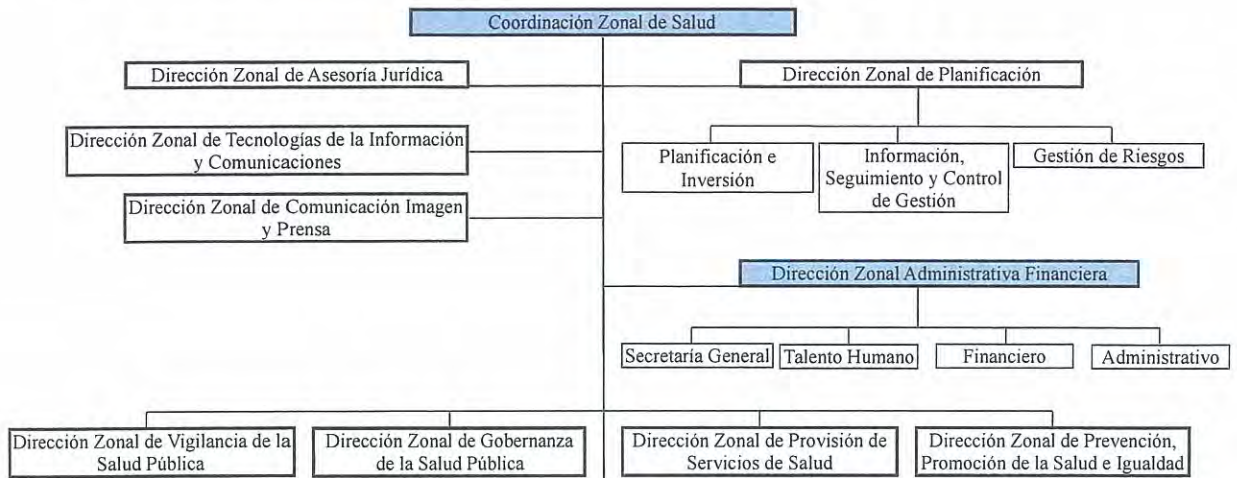 Coordinación Zonal de Salud
Dirección Zonal de Asesoría Jurídica
Dirección Zonal de Planificación
Dirección Zonal de Tecnologías de la Información
y Comunicaciones
Planificación e
Inversión
Información,
Seguimiento y Control
de Gestión
Gestión de Riesgos
Dirección Zonal de Comunicación Imagen
y Prensa
Dirección Zonal Administrativa Financiera
Secretaría General
Talento Humano
Financiero
Administrativo
Dirección Zonal de Vigilancia de la
Salud Pública
Dirección Zonal de Gobernanza
de la Salud Pública
Dirección Zonal de Provisión de
Servicios de Salud
Dirección Zonal de Prevención,
Promoción de la Salud e Igualdad